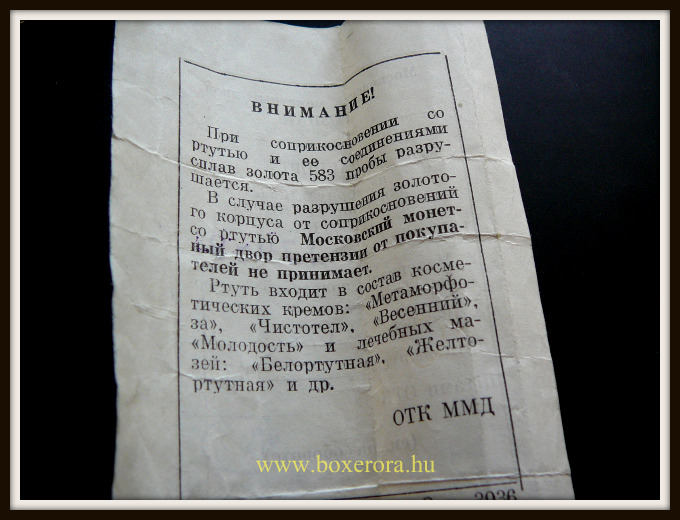 ВНИМАНИЕ!
При соприкосновении со
ртутью и ее соединениями
сплав золота 583 пробы разру-
шается.
В случае разрушения золото-
го корпуса от соприкосновений
со ртутью Московский монет-
ный двор претензии от покупа-
телей не принимает.
Ртуть входит в состав косме-
тических кремов: «Метаморфо-
за», «Чистотел», «Весенний»,
«Молодость» и лечебных ма-
зей: «Белортутная», «Желто-
ртутная» и др.
ОТК ММД
www.boxerora.hu